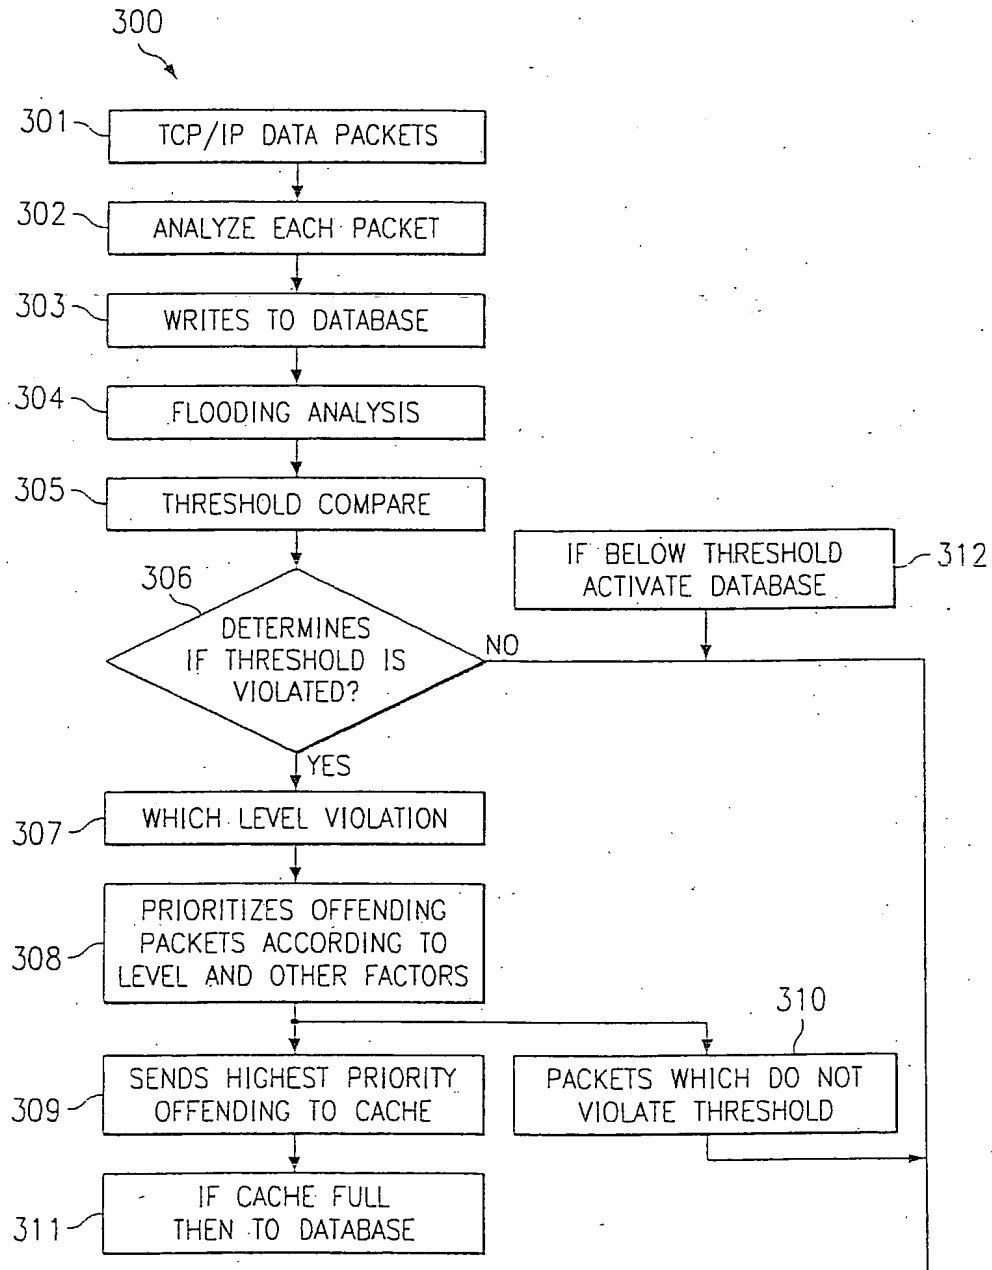 300
301
TCP/IP DATA PACKETS
302
ANALYZE EACH PACKET
303
WRITES TO DATABASE
304
FLOODING ANALYSIS
305
THRESHOLD COMPARE
IF BELOW THRESHOLD
ACTIVATE DATABASE
312
306
DETERMINES
IF THRESHOLD IS
VIOLATED?
NO
YES
307
WHICH LEVEL VIOLATION
308
PRIORITIZES OFFENDING
PACKETS ACCORDING TO
LEVEL AND OTHER FACTORS
310
309
SENDS HIGHEST PRIORITY
OFFENDING TO CACHE
PACKETS WHICH DO NOT
VIOLATE THRESHOLD
311
IF CACHE FULL
THEN TO DATABASE